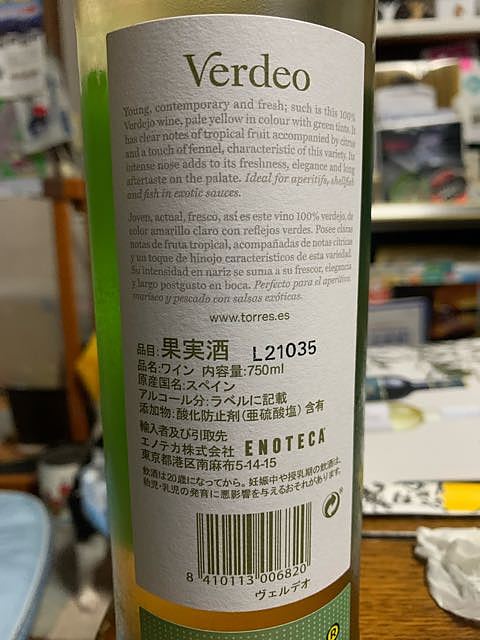 Verdeo
Young, contemporary and fresh; such is this 100%
Verdejo wine, pale yellow in colour with green tints. It
has clear notes of tropical fruit accompanied by citrus
and a touch of fennel, characteristic of this variety. Its
intense nose adds to its freshness, elegance and long
aftertaste on the palate. Ideal for aperitifs, shellfish
and fish in exotic sauces.
Joven, actual, fresco, así es este vino 100% verdejo, de
color amarillo claro con reflejos verdes. Posee claras
notas de fruta tropical, acompañadas de notas cítricas
y un toque de hinojo característicos de esta variedad.
Su intensidad en nariz se suma a su frescor, elegancia
y largo postgusto en boca. Perfecto para el aperitivo,
marisco y pescado con salsas exóticas.
www.torres.es
品目:果実酒 L21035
品名:ワイン 内容量:750ml
原産国名:スペイン
アルコール分:ラベルに記載
添加物:酸化防止剤(亜硫酸塩)含有
輸入者及び引取先
エノテカ株式会社 ENOTECA
東京都港区南麻布5-14-15
飲酒は20歳になってから。妊娠中や授乳期の飲酒は、
胎児・乳児の発育に悪影響を与えるおそれがあります。
8 410113 006820
ヴェルデオ
®